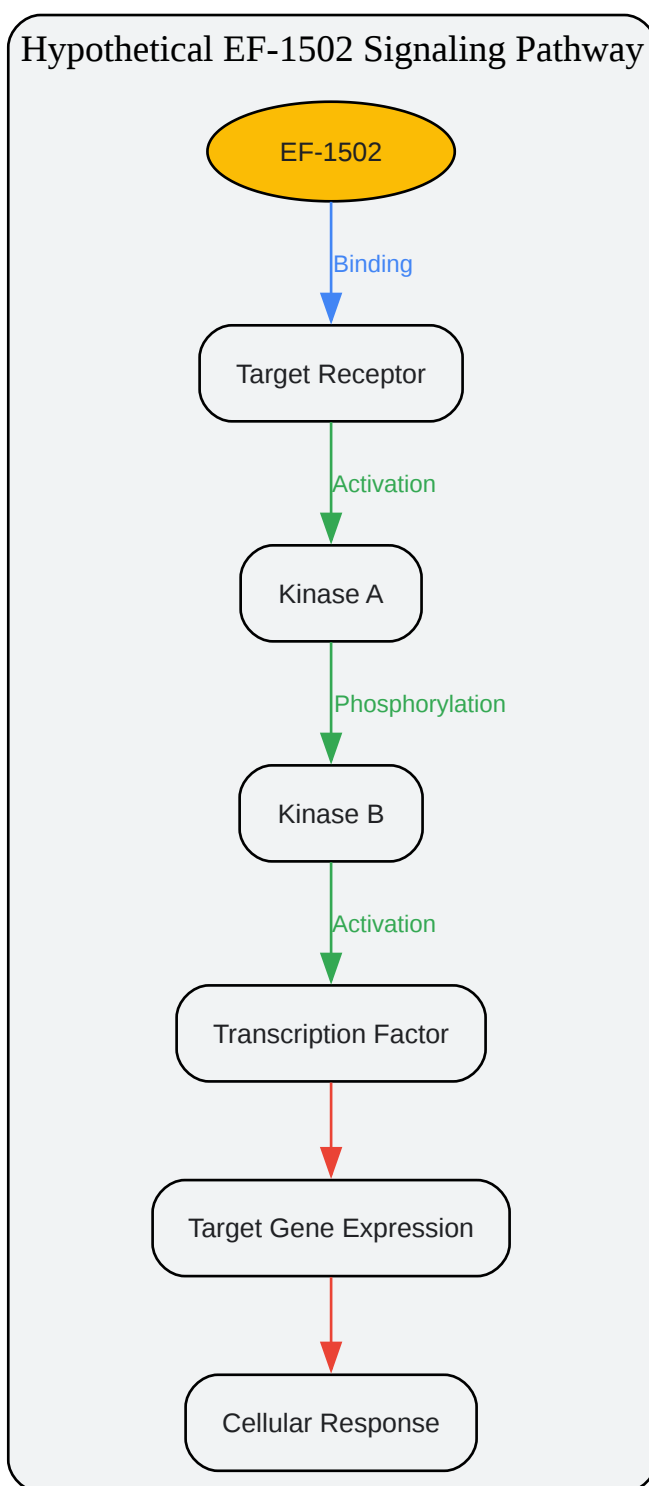 Hypothetical EF-1502 Signaling Pathway
EF-1502
Binding
Target Receptor
Activation
Kinase A
Phosphorylation
Kinase B
Activation
Transcription Factor
Target Gene Expression
Cellular Response